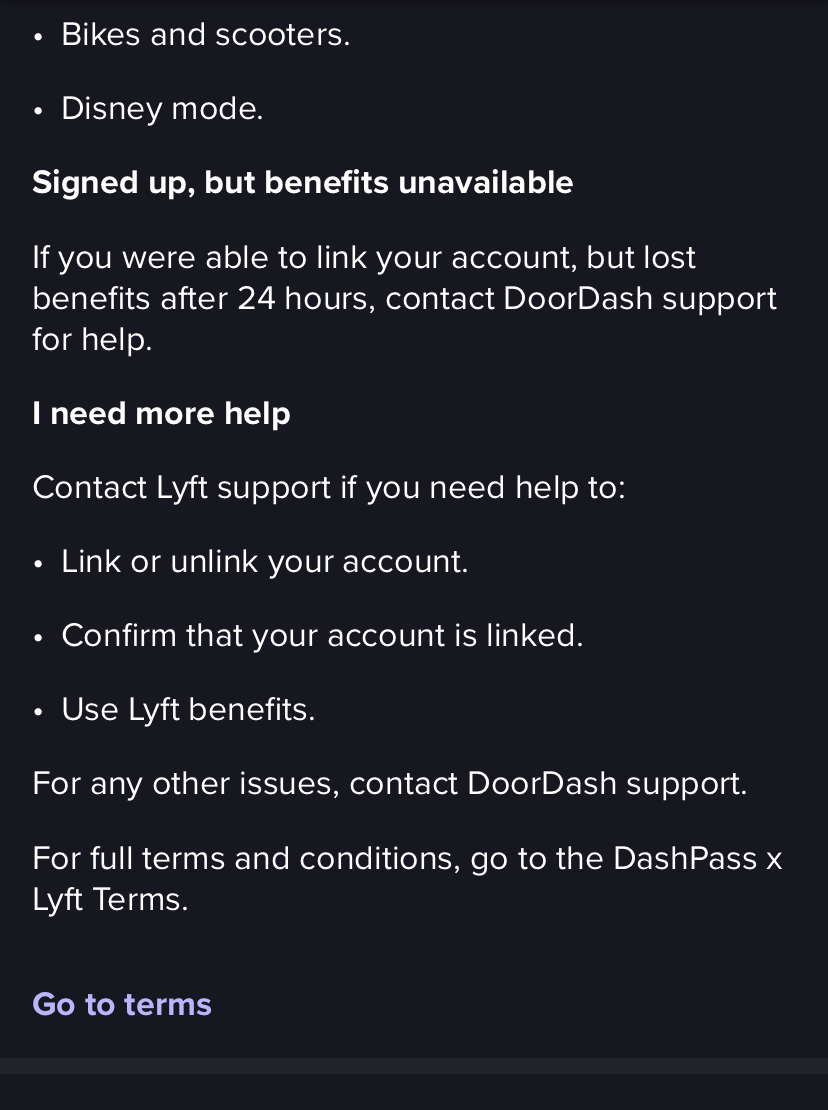 • Bikes and scooters.
• Disney mode.
Signed up, but benefits unavailable
If you were able to link your account, but lost
benefits after 24 hours, contact DoorDash support
for help.
I need more help
Contact Lyft support if you need help to:
• Link or unlink your account.
• Confirm that your account is linked.
• Use Lyft benefits.
For any other issues, contact DoorDash support.
For full terms and conditions, go to the DashPass x
Lyft Terms.
Go to terms